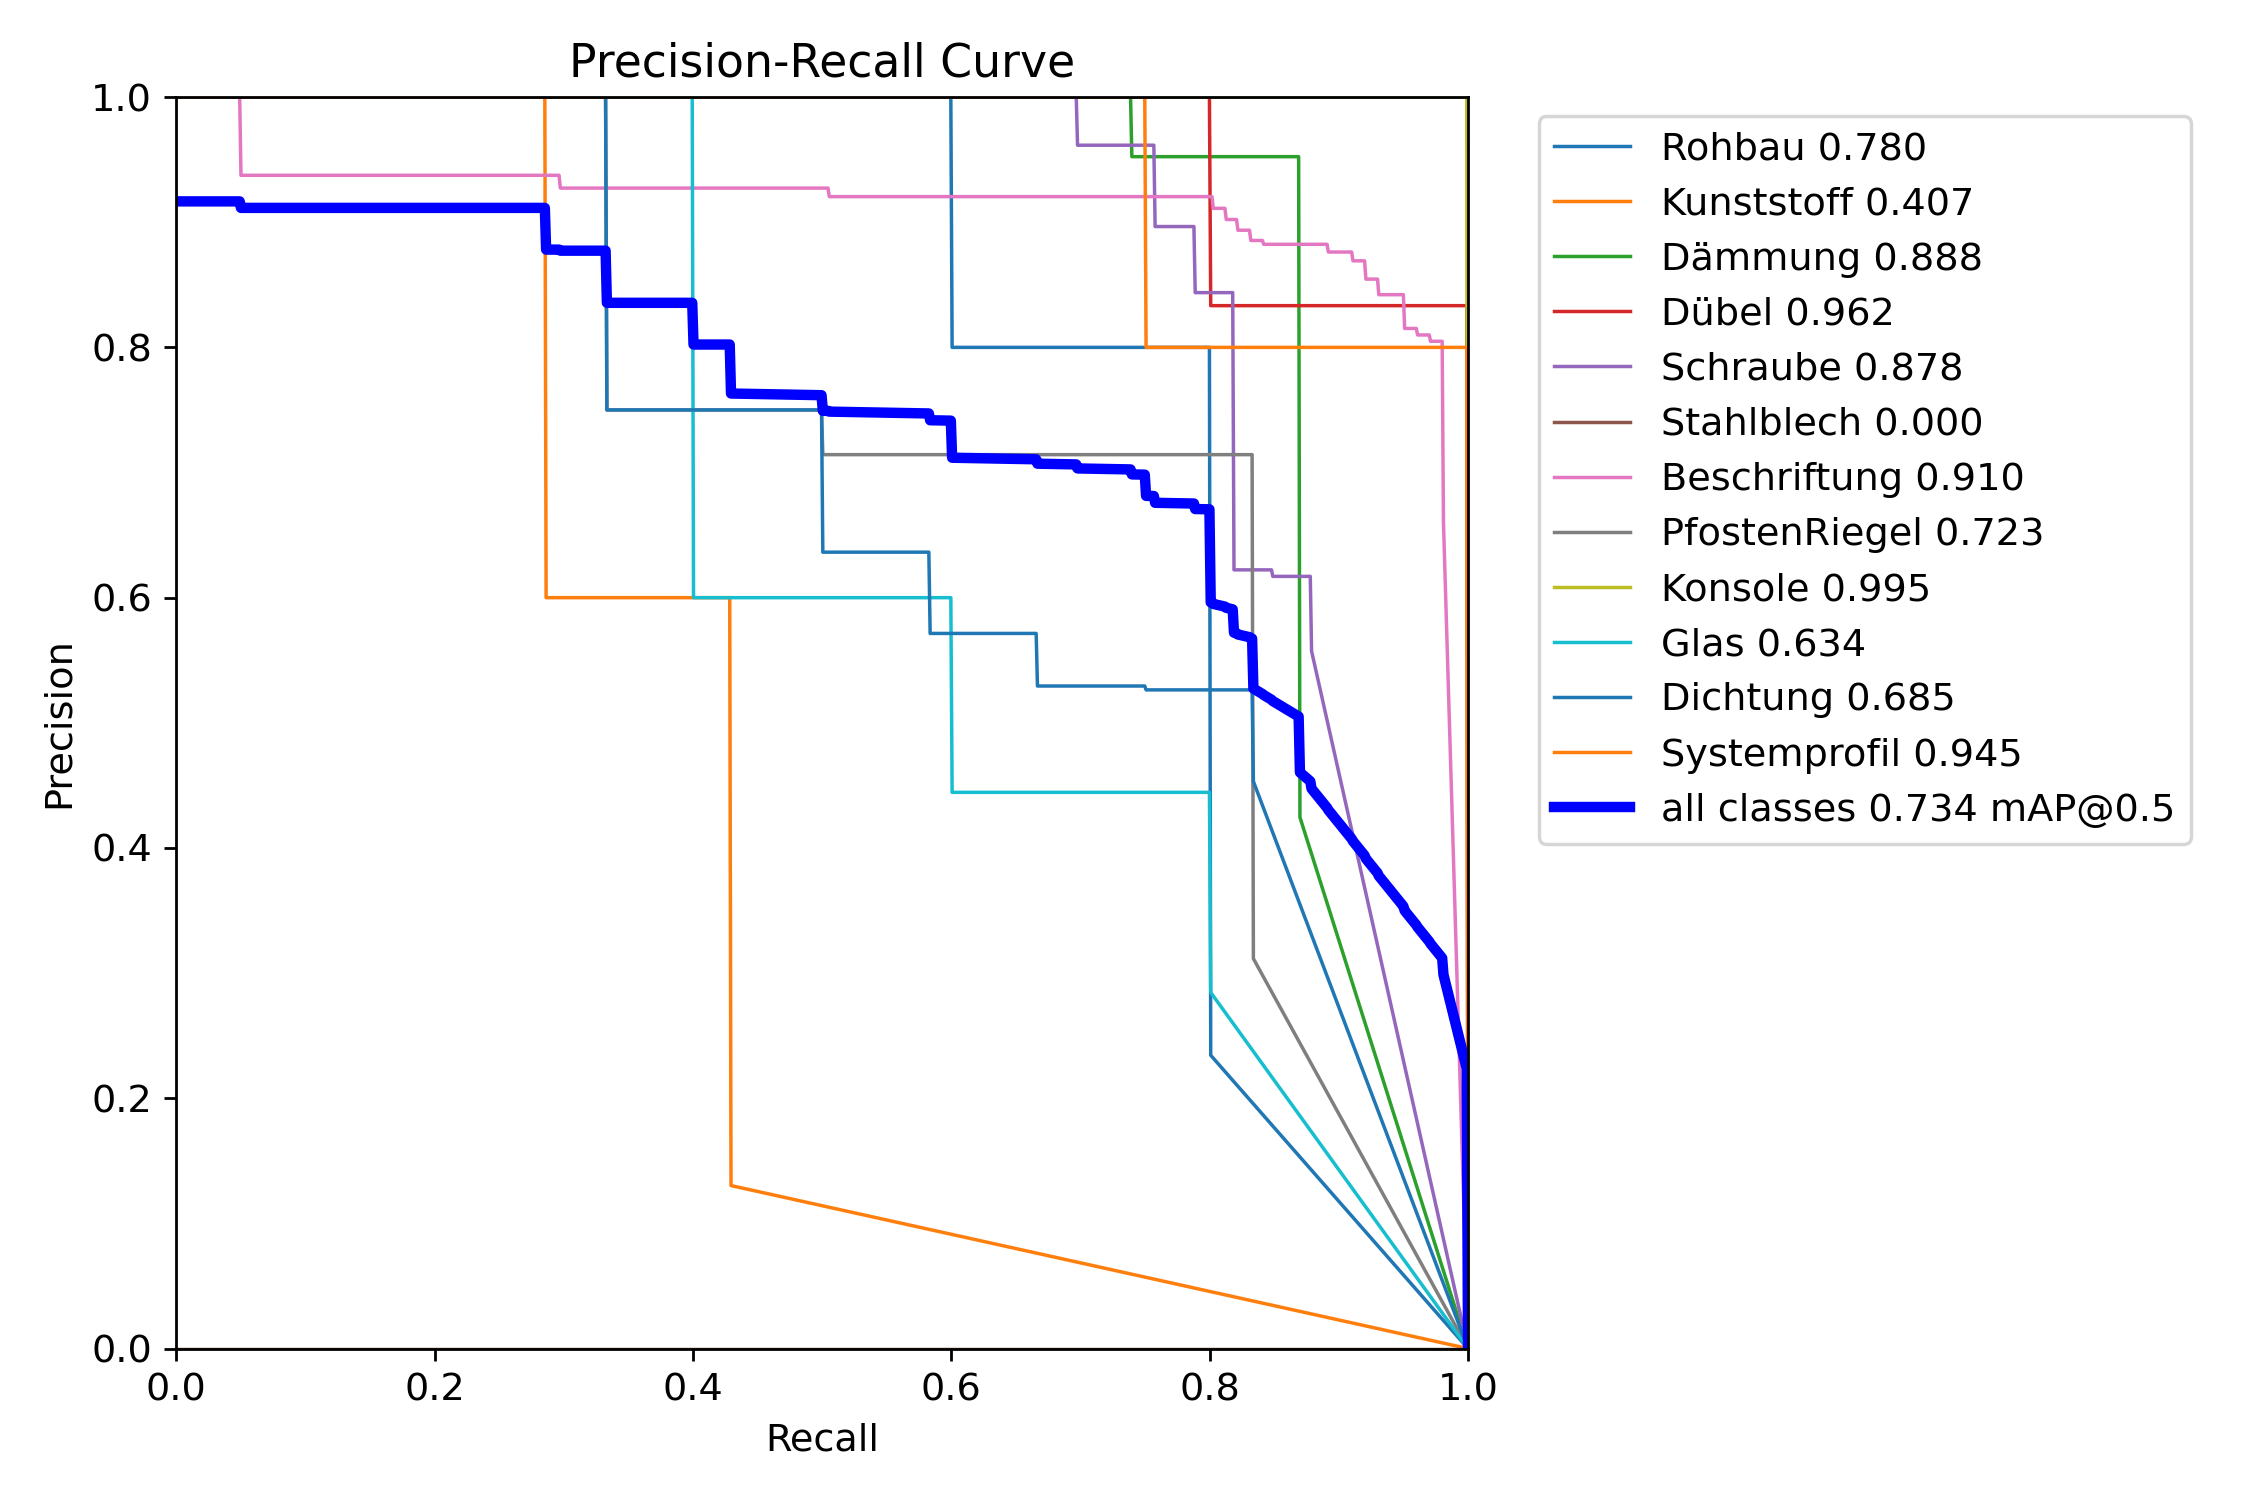 Precision-Recall Curve
1.0
0.8
0.6
0.4
0.2
0.0
Precision
0.0 0.2 0.4 0.6 0.8 1.0
Recall
Rohbau 0.780
Kunststoff 0.407
Dämmung 0.888
Dübel 0.962
Schraube 0.878
Stahlblech 0.000
Beschriftung 0.910
PfostenRiegel 0.723
Konsole 0.995
Glas 0.634
Dichtung 0.685
Systemprofil 0.945
all classes 0.734 mAP@0.5